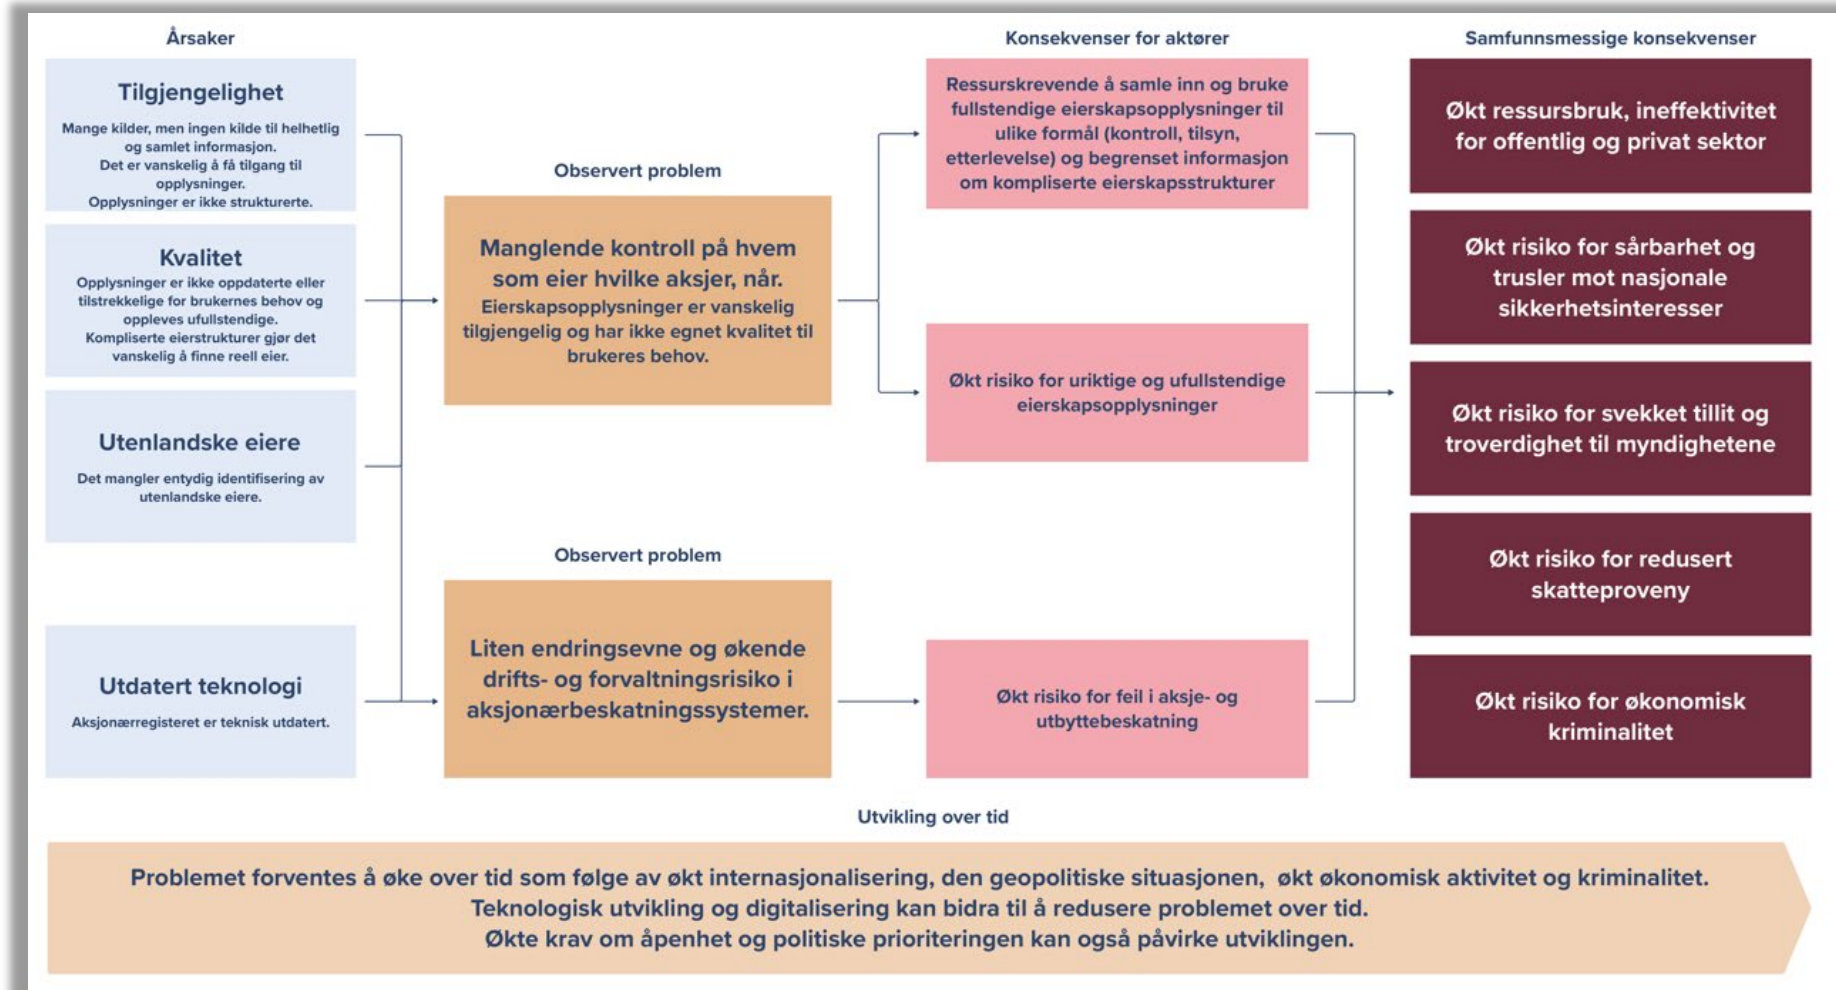 Årsaker
Tilgjengelighet
Mange kilder, men ingen kilde til helhetlig
og samlet informasjon.
Det er vanskelig å få tilgang til
opplysninger.
Opplysninger er ikke strukturerte.
Kvalitet
Opplysninger er ikke oppdaterte eller
tilstrekkelige for brukernes behov og
oppleves ufullstendige.
Kompliserte eierstrukturer gjør det
vanskelig å finne reell eier.
Utenlandske eiere
Det mangler entydig identifisering av
utenlandske eiere.
Utdatert teknologi
Aksjonærregisteret er teknisk utdatert.
Observert problem
Manglende kontroll på hvem
som eier hvilke aksjer, når.
Eierskapsopplysninger er vanskelig
tilgjengelig og har ikke egnet kvalitet til
brukeres behov.
Observert problem
Liten endringsevne og økende
drifts- og forvaltningsrisiko i
aksjonærbeskatningssystemer.
Konsekvenser for aktører
Ressurskrevende å samle inn og bruke
fullstendige eierskapsopplysninger til
ulike formål (kontroll, tilsyn,
etterlevelse) og begrenset informasjon
om kompliserte eierskapsstrukturer
Økt risiko for uriktige og ufullstendige
eierskapsopplysninger
Økt risiko for feil i aksje- og
utbyttebeskatning
Samfunnsmessige konsekvenser
Økt ressursbruk, ineffektivitet
for offentlig og privat sektor
Økt risiko for sårbarhet og
trusler mot nasjonale
sikkerhetsinteresser
Økt risiko for svekket tillit og
troverdighet til myndighetene
Økt risiko for redusert
skatteproveny
Økt risiko for økonomisk
kriminalitet
Utvikling over tid
Problemet forventes å øke over tid som følge av økt internasjonalisering, den geopolitiske situasjonen, økt økonomisk aktivitet og kriminalitet.
Teknologisk utvikling og digitalisering kan bidra til å redusere problemet over tid.
Økte krav om åpenhet og politiske prioriteringen kan også påvirke utviklingen.